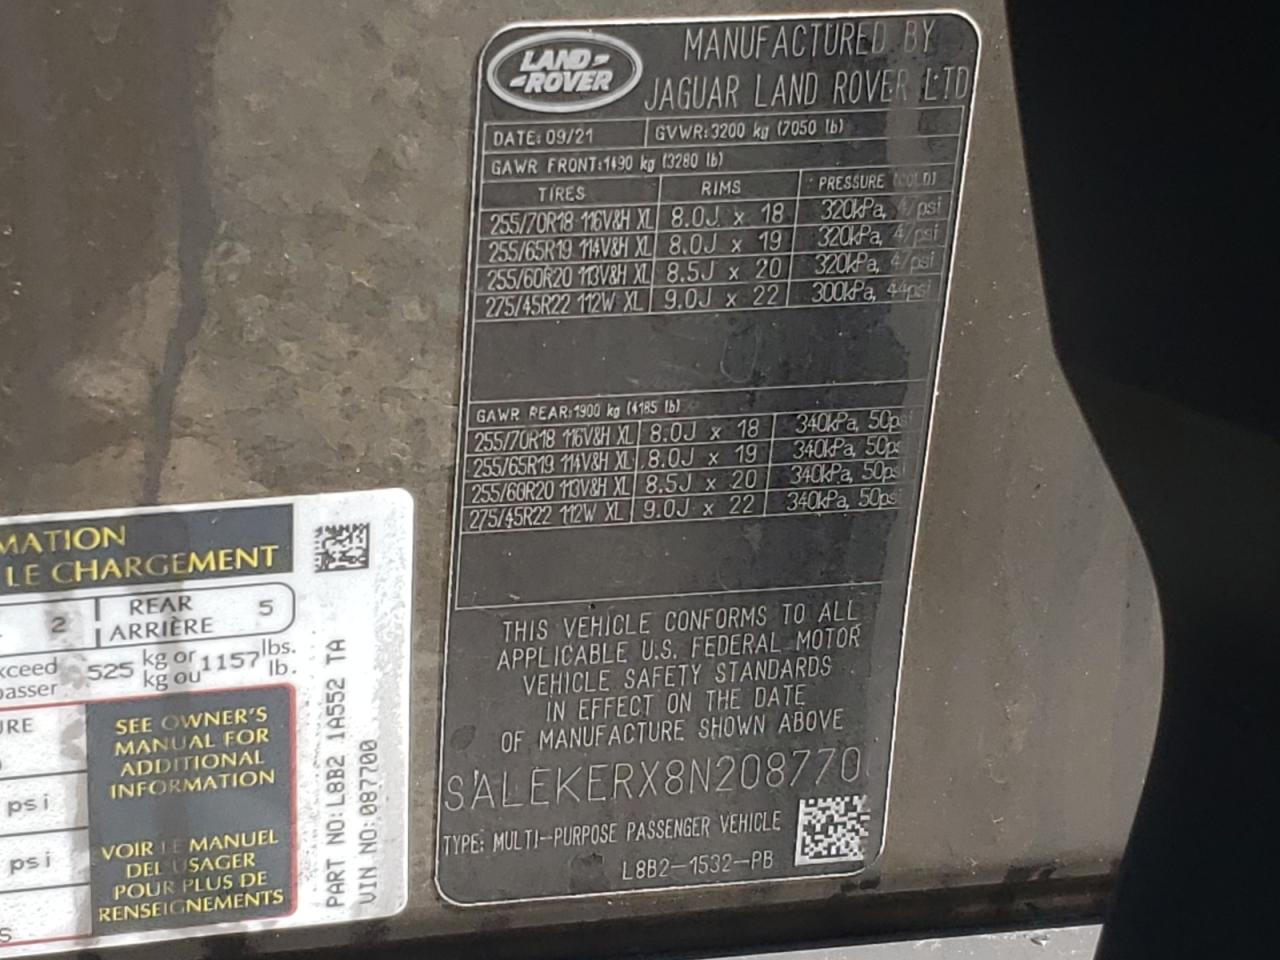 LAND ROVER
MANUFACTURED BY
JAGUAR LAND ROVER LTD
DATE: 09/21 GVWR:3200 kg (7050 lb)
GAWR FRONT:1490 kg (3280 lb)
TIRES RIMS PRESSURE (COLD)
255/70R18 116V&H XL 8.0J x 18 320kPa, 47psi
255/65R19 114V&H XL 8.0J x 19 320kPa, 47psi
255/60R20 113V&H XL 8.5J x 20 320kPa, 47psi
275/45R22 112W XL 9.0J x 22 300kPa, 44psi
GAWR REAR:1900 kg (4185 lb)
255/70R18 116V&H XL 8.0J x 18 340kPa, 50psi
255/65R19 114V&H XL 8.0J x 19 340kPa, 50psi
255/60R20 113V&H XL 8.5J x 20 340kPa, 50psi
275/45R22 112W XL 9.0J x 22 340kPa, 50psi
THIS VEHICLE CONFORMS TO ALL
APPLICABLE U.S. FEDERAL MOTOR
VEHICLE SAFETY STANDARDS
IN EFFECT ON THE DATE
OF MANUFACTURE SHOWN ABOVE
SALEKERX8N208770
TYPE: MULTI-PURPOSE PASSENGER VEHICLE
L8B2-1532-PB
MATION
LE CHARGEMENT
2 REAR 5
ARRIÈRE
xceed 525 kg or 1157 lbs.
passer kg ou lb.
URE
SEE OWNER'S
MANUAL FOR
ADDITIONAL
INFORMATION
psi
psi
VOIR LE MANUEL
DE L'USAGER
POUR PLUS DE
RENSEIGNEMENTS
S
PART NO:L8B2 1A552 TA
VIN NO:087700